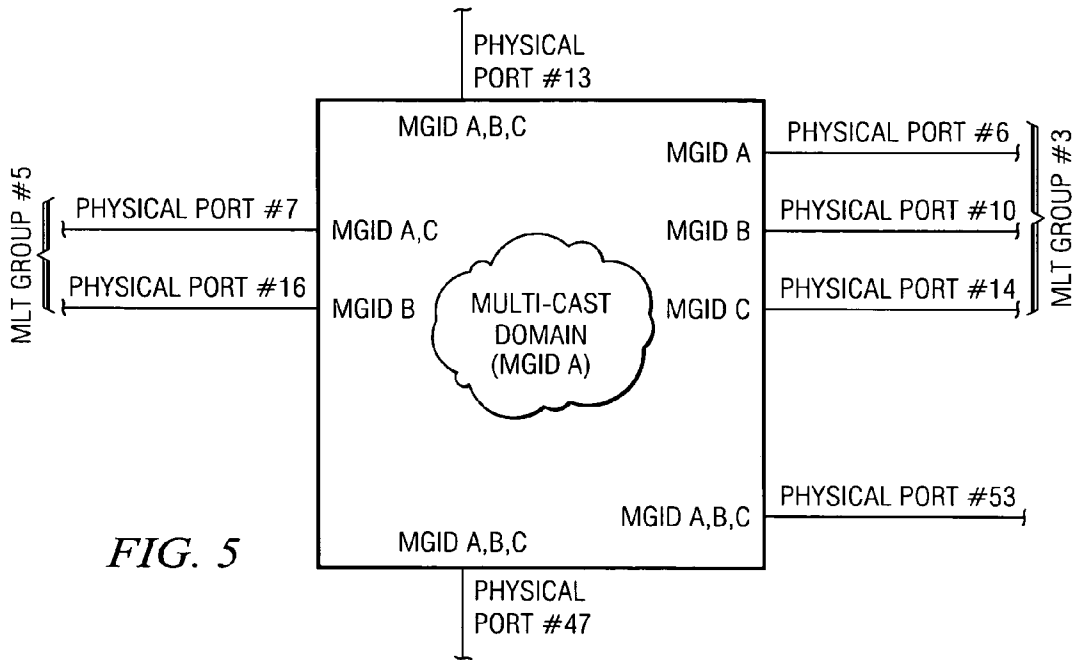 PHYSICAL
PORT #13
MGID A,B,C
MLT GROUP #5
PHYSICAL PORT #7
MGID A,C
PHYSICAL PORT #16
MGID B
MULTI-CAST
DOMAIN
(MGID A)
MGID A
PHYSICAL PORT #6
MGID B
PHYSICAL PORT #10
MGID C
PHYSICAL PORT #14
MLT GROUP #3
MGID A,B,C
PHYSICAL PORT #53
MGID A,B,C
PHYSICAL
PORT #47
FIG. 5